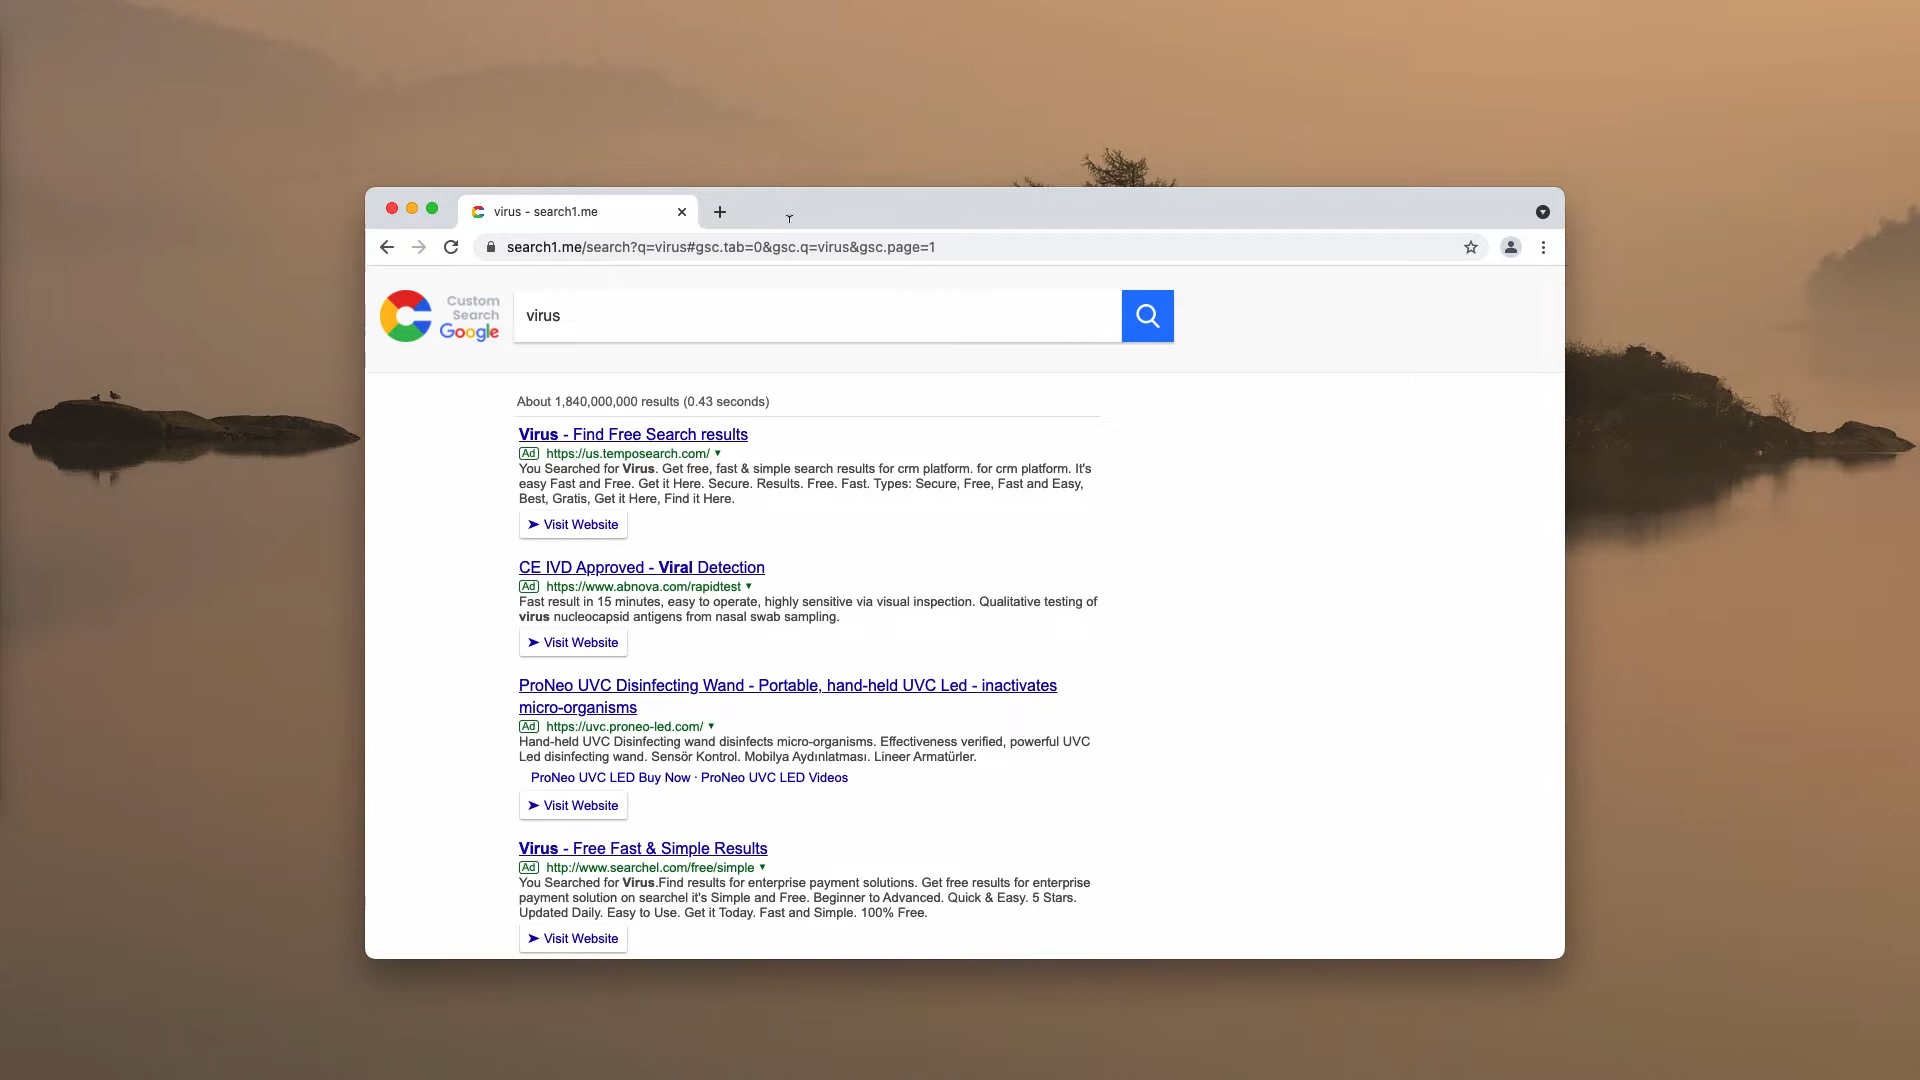 virus - search1.me
search1.me/search?q=virus#gsc.tab=0&gsc.q=virus&gsc.page=1
Custom
Search
Google
virus
About 1,840,000,000 results (0.43 seconds)
Virus - Find Free Search results
Ad https://us.temposearch.com/
You Searched for Virus. Get free, fast & simple search results for crm platform. for crm platform. It's
easy Fast and Free. Get it Here. Secure. Results. Free. Fast. Types: Secure, Free, Fast and Easy,
Best, Gratis, Get it Here, Find it Here.
Visit Website
CE IVD Approved - Viral Detection
Ad https://www.abnova.com/rapidtest
Fast result in 15 minutes, easy to operate, highly sensitive via visual inspection. Qualitative testing of
virus nucleocapsid antigens from nasal swab sampling.
Visit Website
ProNeo UVC Disinfecting Wand - Portable, hand-held UVC Led - inactivates
micro-organisms
Ad https://uvc.proneo-led.com/
Hand-held UVC Disinfecting wand disinfects micro-organisms. Effectiveness verified, powerful UVC
Led disinfecting wand. Sensör Kontrol. Mobilya Aydınlatması. Lineer Armatürler.
ProNeo UVC LED Buy Now · ProNeo UVC LED Videos
Visit Website
Virus - Free Fast & Simple Results
Ad http://www.searchel.com/free/simple
You Searched for Virus.Find results for enterprise payment solutions. Get free results for enterprise
payment solution on searchel it's Simple and Free. Beginner to Advanced. Quick & Easy. 5 Stars.
Updated Daily. Easy to Use. Get it Today. Fast and Simple. 100% Free.
Visit Website